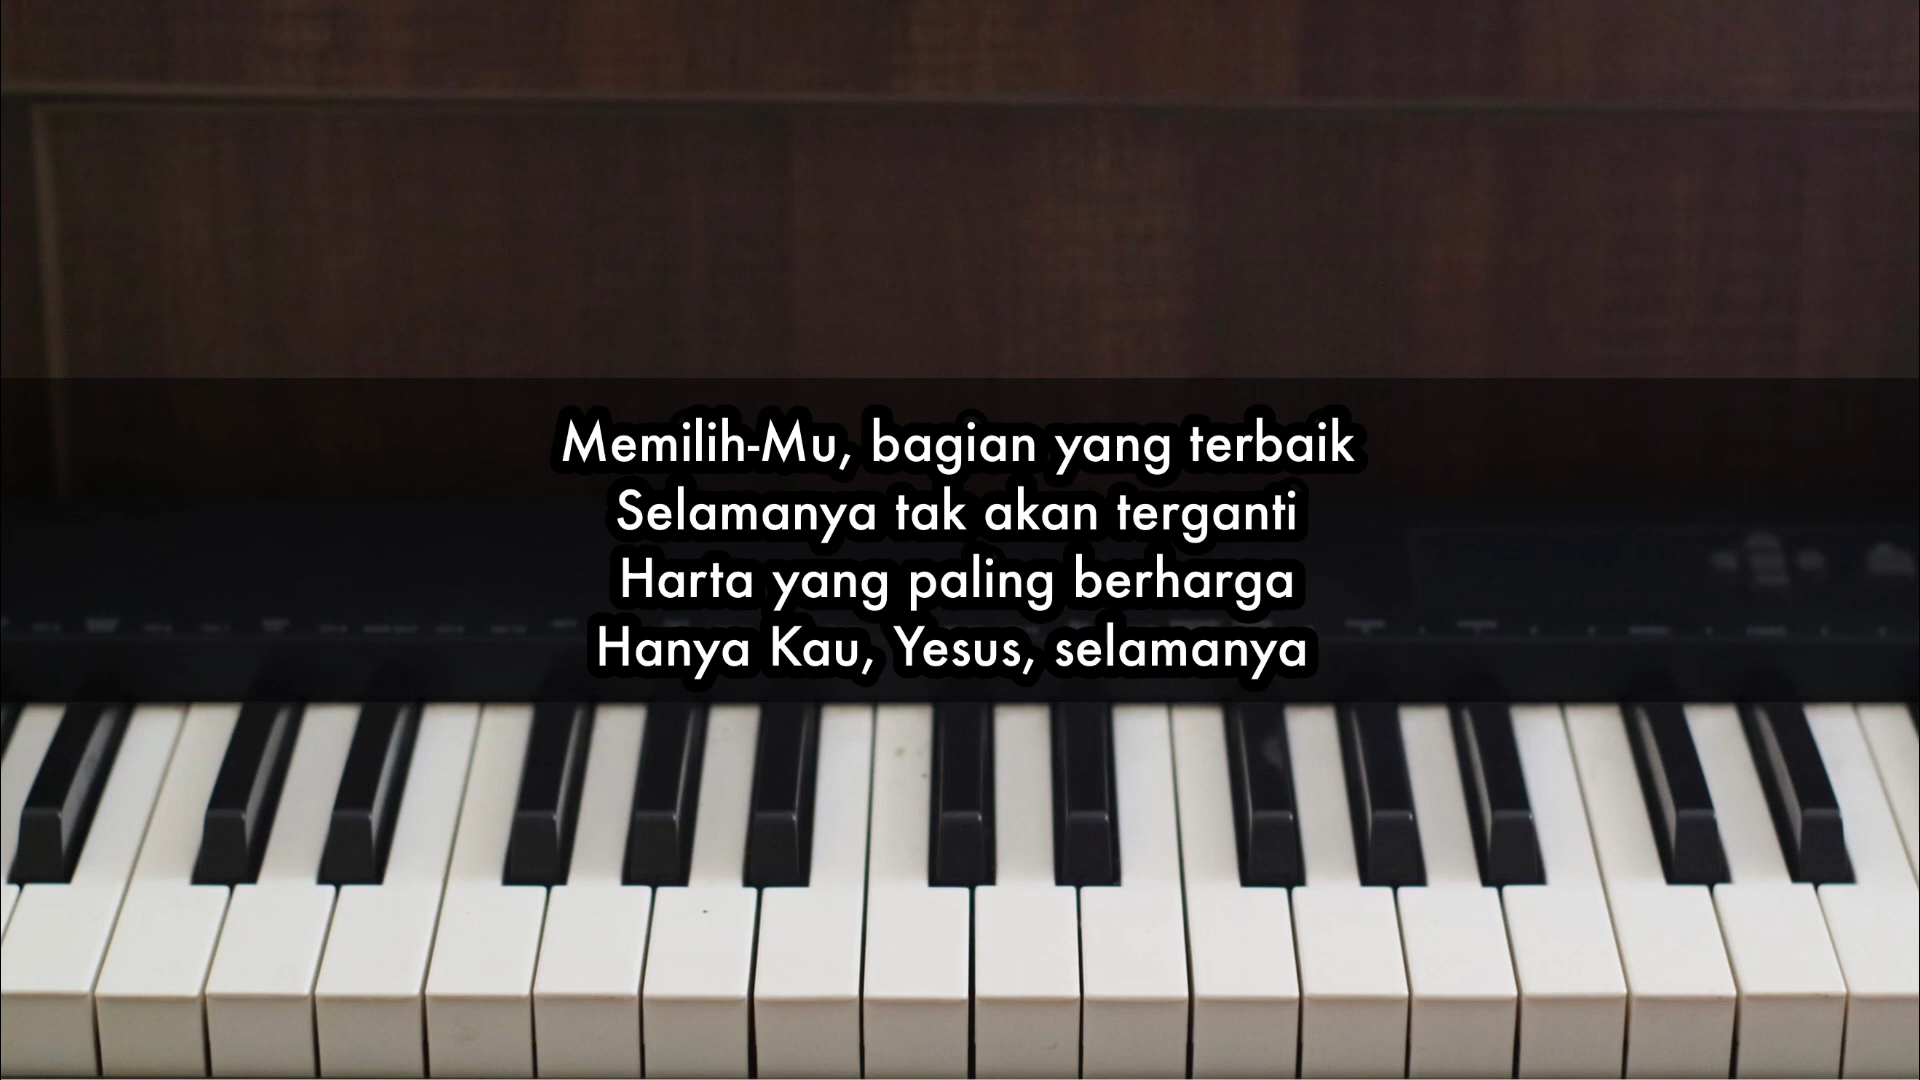 Memilih-Mu, bagian yang terbaik
Selamanya tak akan terganti
Harta yang paling berharga
Hanya Kau, Yesus, selamanya